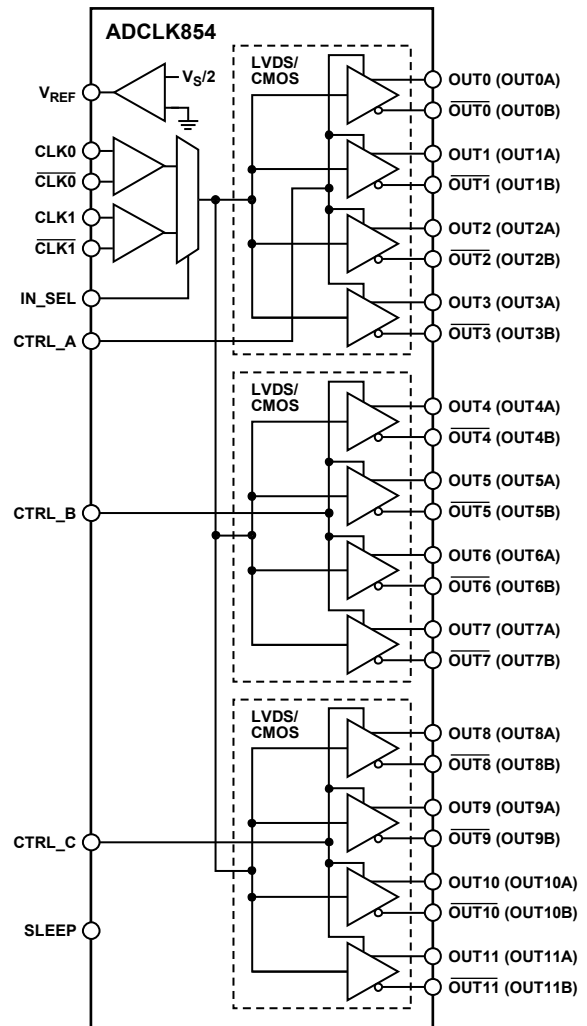 ADCLK854
LVDS/
CMOS
VREF
VS/2
CLK0
CLK0
CLK1
CLK1
IN_SEL
CTRL_A
OUT0 (OUT0A)
OUT0 (OUT0B)
OUT1 (OUT1A)
OUT1 (OUT1B)
OUT2 (OUT2A)
OUT2 (OUT2B)
OUT3 (OUT3A)
OUT3 (OUT3B)
LVDS/
CMOS
CTRL_B
OUT4 (OUT4A)
OUT4 (OUT4B)
OUT5 (OUT5A)
OUT5 (OUT5B)
OUT6 (OUT6A)
OUT6 (OUT6B)
OUT7 (OUT7A)
OUT7 (OUT7B)
LVDS/
CMOS
CTRL_C
SLEEP
OUT8 (OUT8A)
OUT8 (OUT8B)
OUT9 (OUT9A)
OUT9 (OUT9B)
OUT10 (OUT10A)
OUT10 (OUT10B)
OUT11 (OUT11A)
OUT11 (OUT11B)